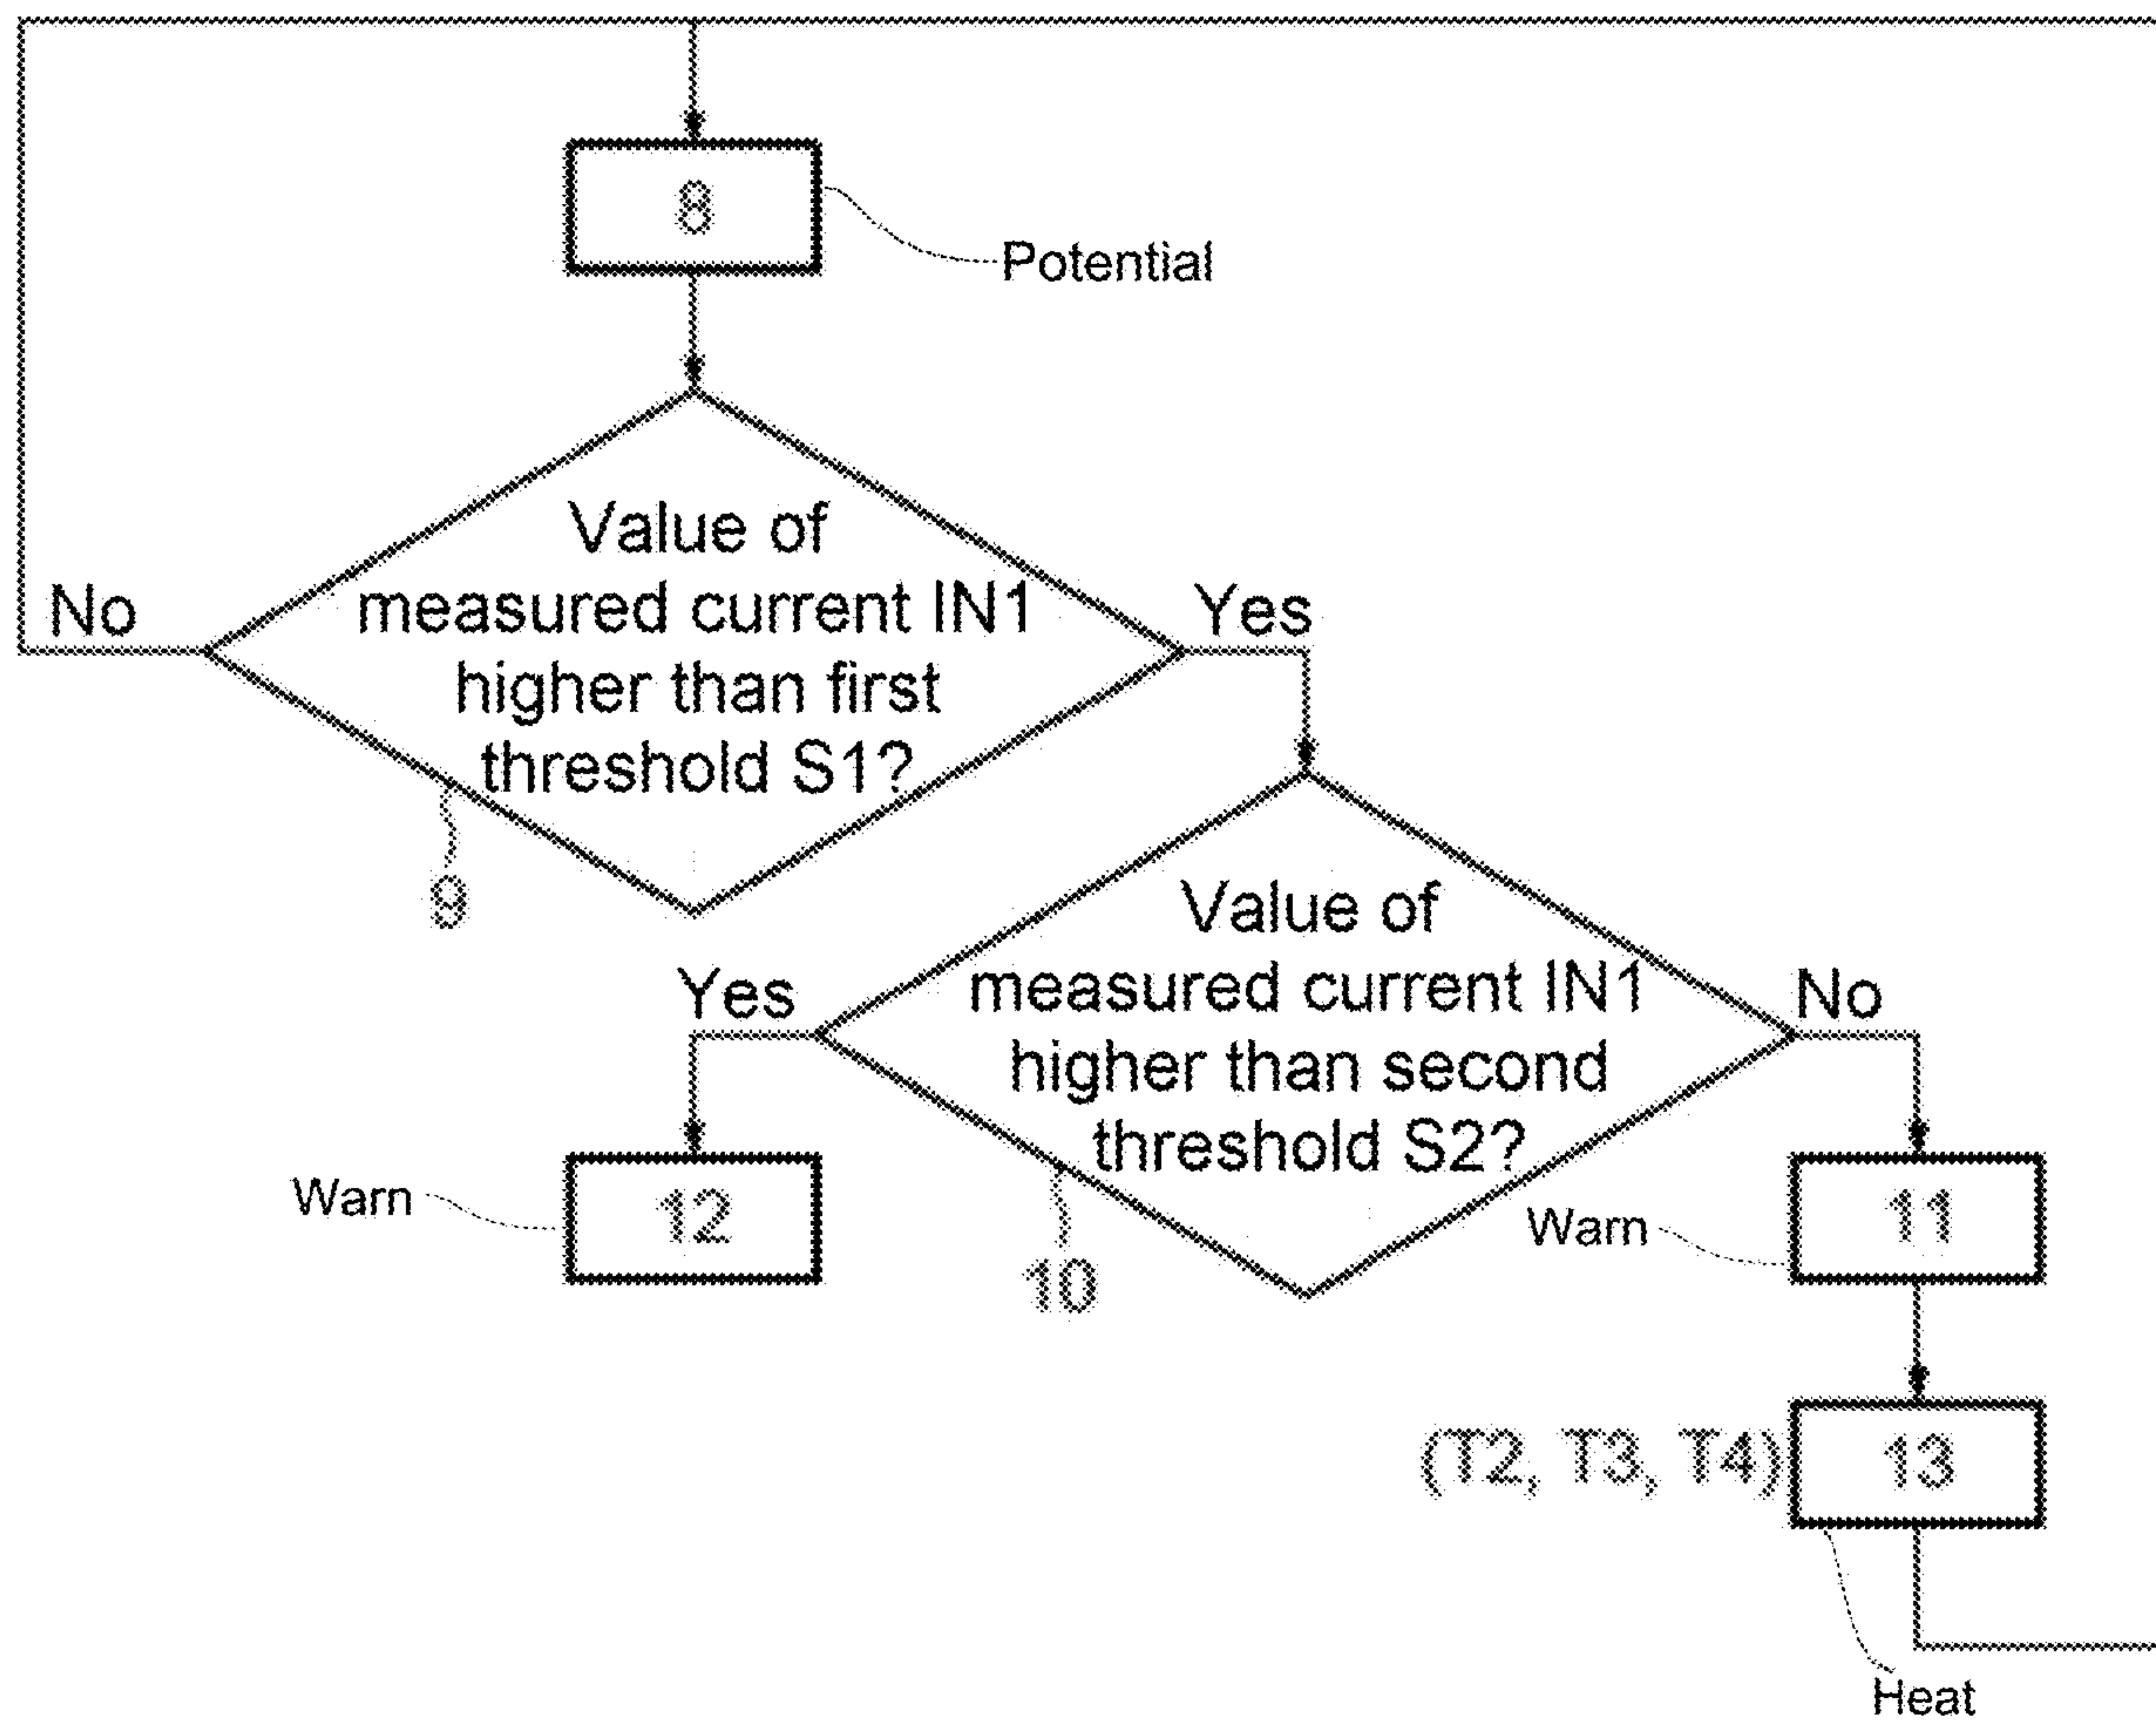 8
Potential
Value of
measured current IN1
higher than first
threshold S1?
No
Yes
9
Value of
measured current IN1
higher than second
threshold S2?
Yes
No
10
Warn
12
Warn
11
(T2, T3, T4)
13
Heat